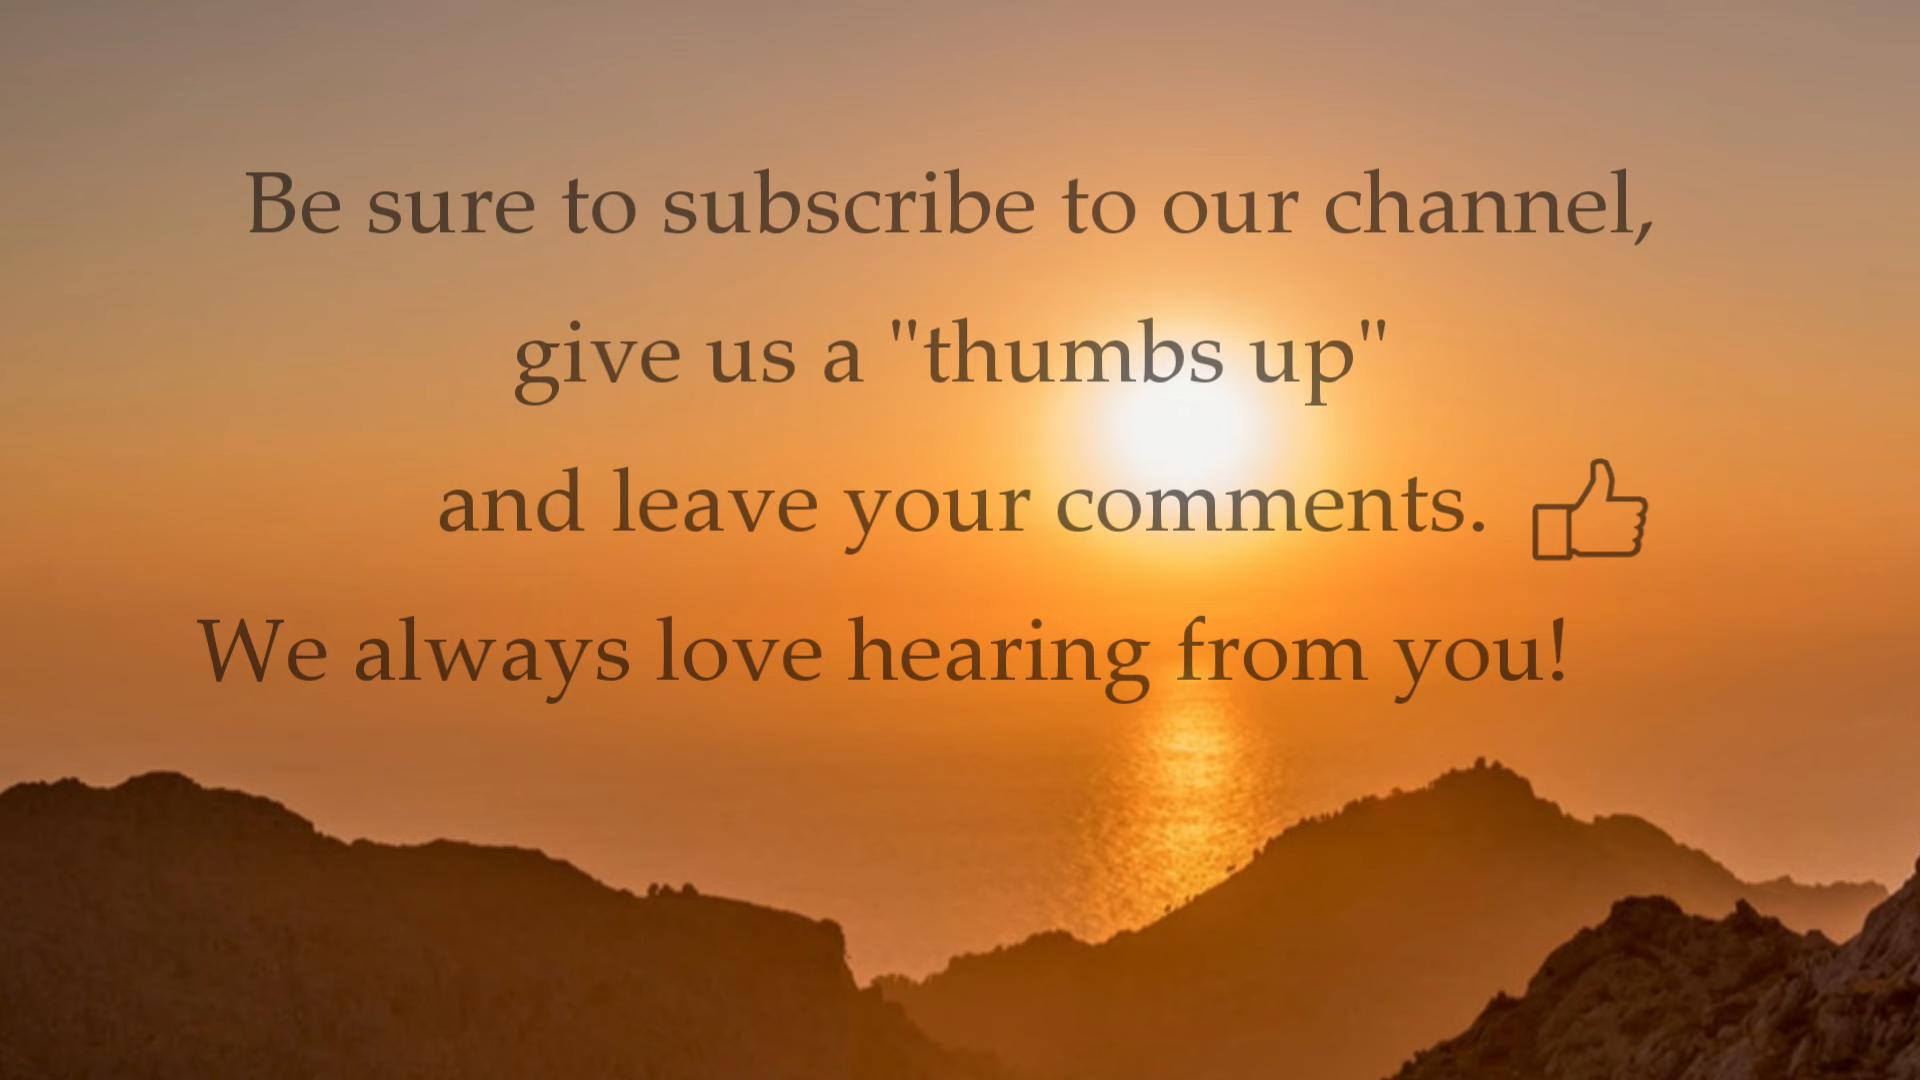 Be sure to subscribe to our channel,
give us a "thumbs up"
and leave your comments.
We always love hearing from you!